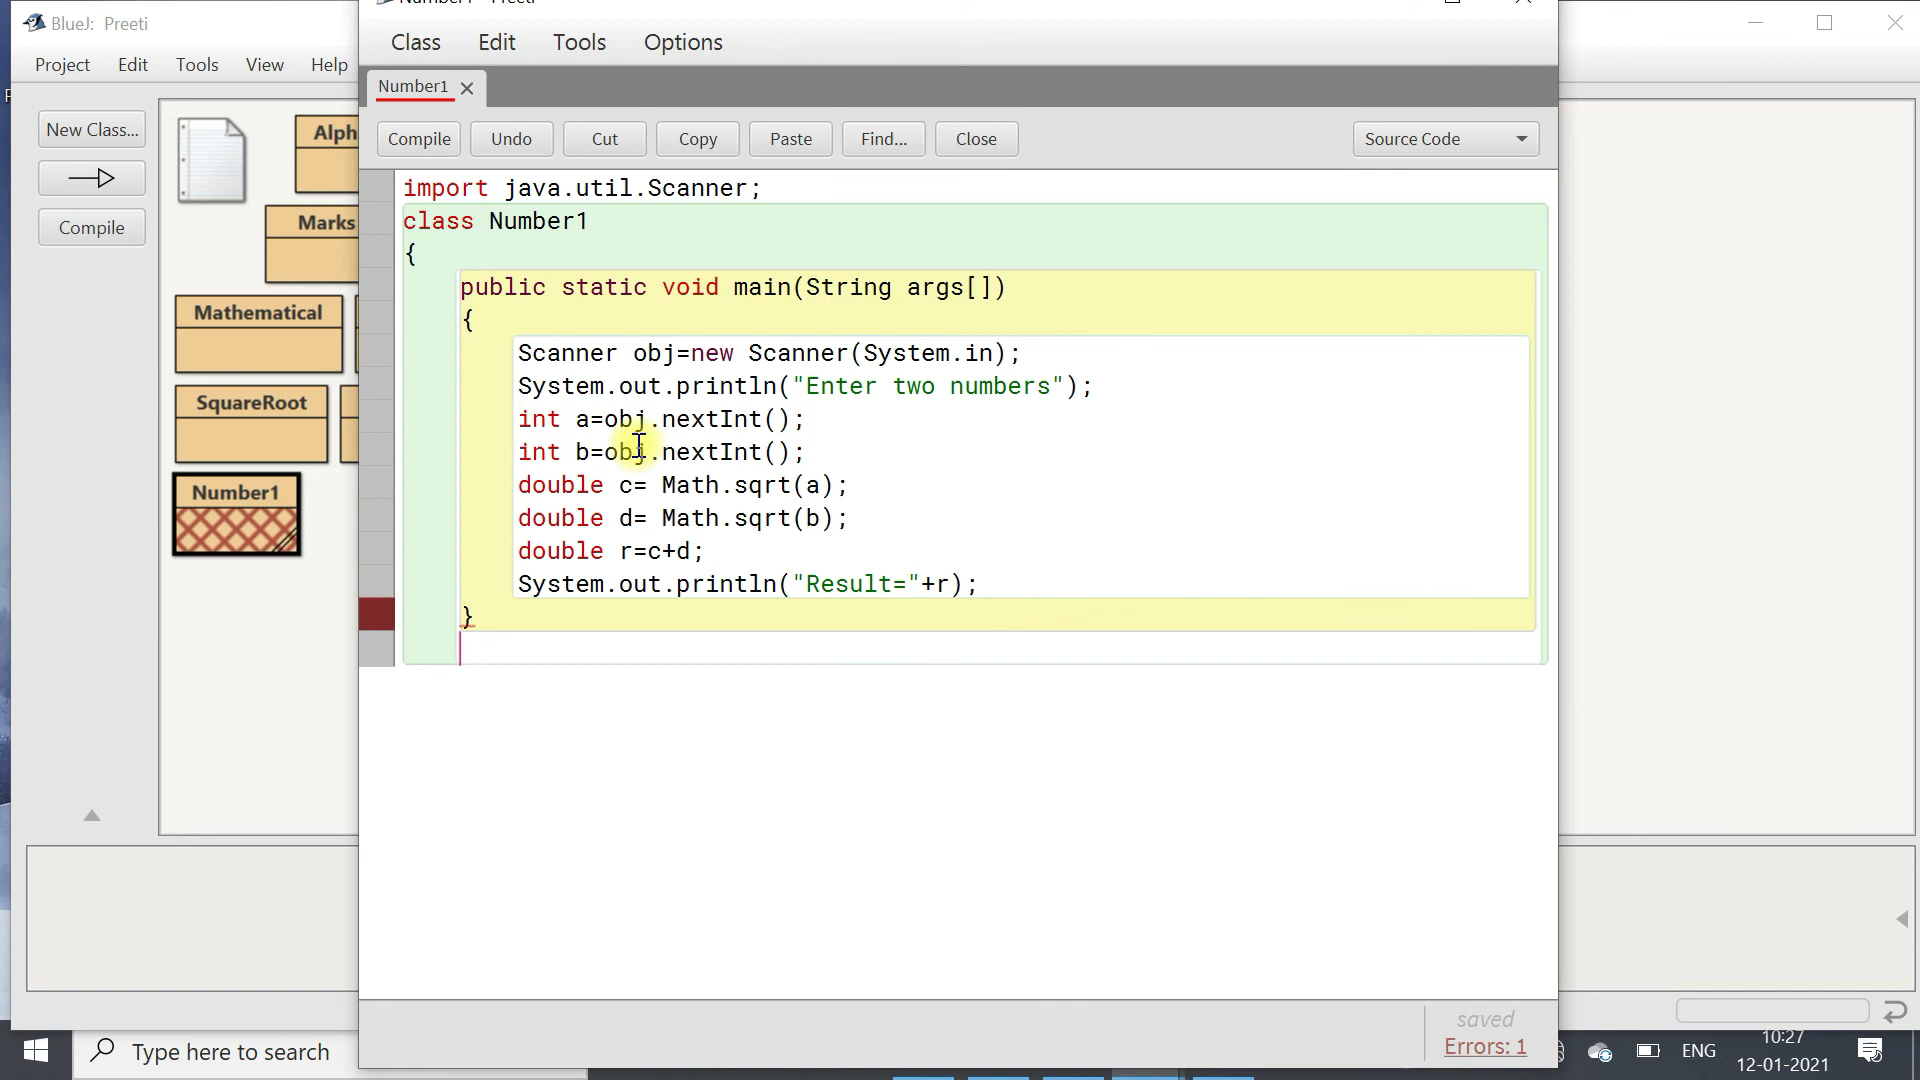 BlueJ: Preeti
Project Edit Tools View Help
New Class...
Compile
Alph
Marks
Mathematical
SquareRoot
Number1
Class Edit Tools Options
Number1
Compile Undo Cut Copy Paste Find... Close Source Code
import java.util.Scanner;
class Number1
{
public static void main(String args[])
{
Scanner obj=new Scanner(System.in);
System.out.println("Enter two numbers");
int a=obj.nextInt();
int b=obj.nextInt();
double c= Math.sqrt(a);
double d= Math.sqrt(b);
double r=c+d;
System.out.println("Result="+r);
}
saved
Errors: 1
Type here to search
ENG
10:27
12-01-2021